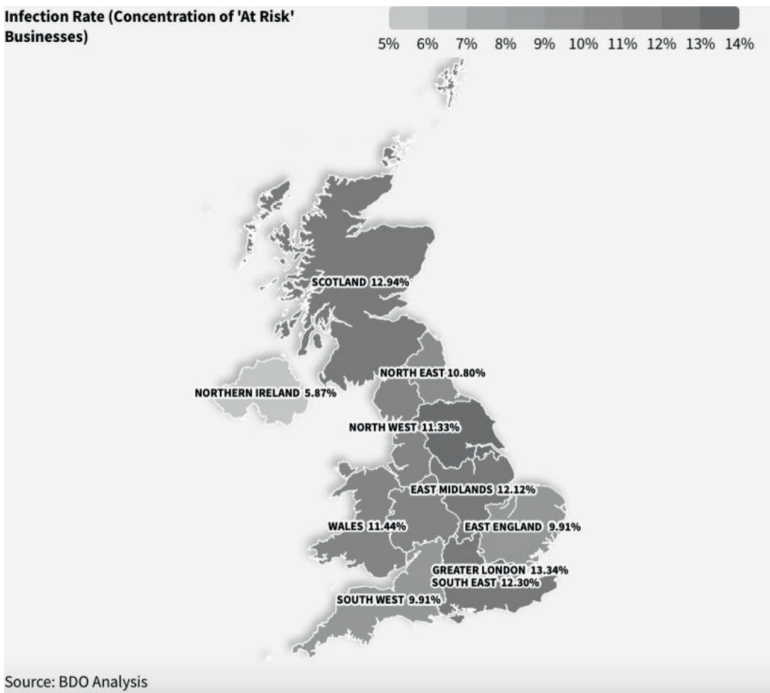 Infection Rate (Concentration of 'At Risk'
Businesses)
5% 6% 7% 8% 9% 10% 11% 12% 13% 14%
SCOTLAND 12.94%
NORTH EAST 10.80%
NORTHERN IRELAND 5.87%
NORTH WEST 11.33%
EAST MIDLANDS 12.12%
WALES 11.44%
EAST ENGLAND 9.91%
GREATER LONDON 13.34%
SOUTH EAST 12.30%
SOUTH WEST 9.91%
Source: BDO Analysis